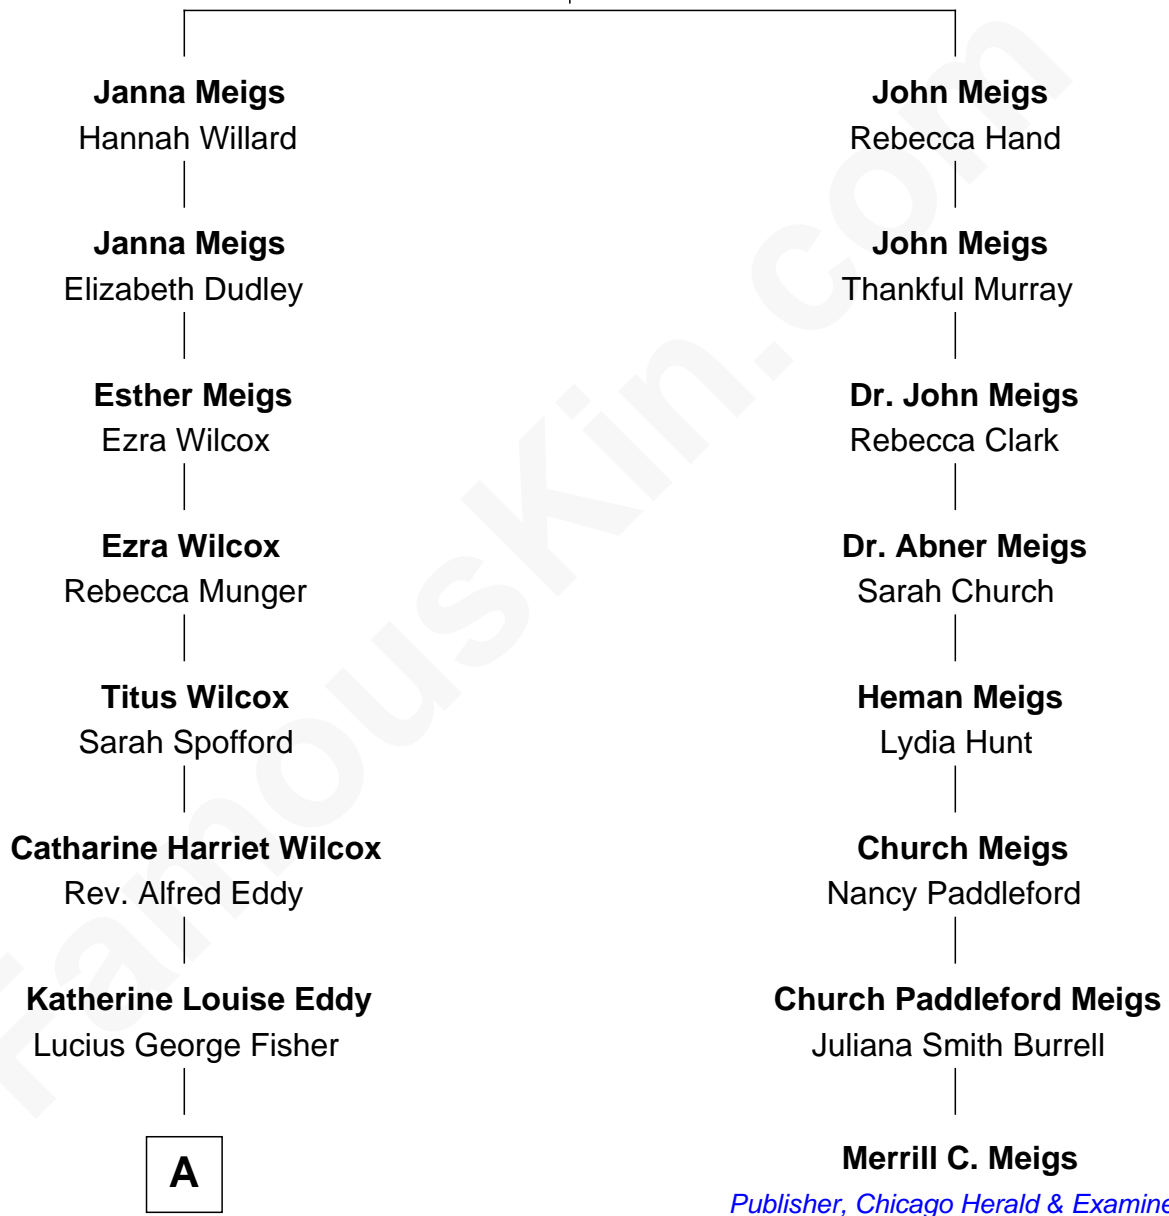 Janna Meigs
Hannah Willard
John Meigs
Rebecca Hand
Janna Meigs
Elizabeth Dudley
John Meigs
Thankful Murray
Esther Meigs
Ezra Wilcox
Dr. John Meigs
Rebecca Clark
Ezra Wilcox
Rebecca Munger
Dr. Abner Meigs
Sarah Church
Titus Wilcox
Sarah Spofford
Heman Meigs
Lydia Hunt
Catharine Harriet Wilcox
Rev. Alfred Eddy
Church Meigs
Nancy Paddleford
Katherine Louise Eddy
Lucius George Fisher
Church Paddleford Meigs
Juliana Smith Burrell
A
Merrill C. Meigs
Publisher, Chicago Herald & Examine
FamousKin.com